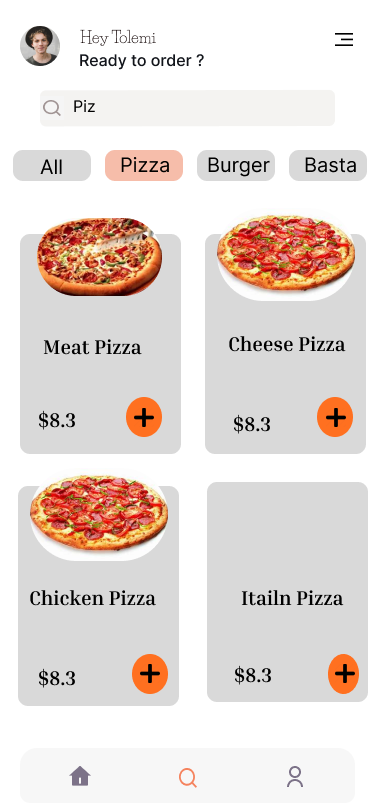 Hey Tolemi
Ready to order ?
Piz
All
Pizza
Burger
Basta
Meat Pizza
Cheese Pizza
$8.3
$8.3
Chicken Pizza
Itailn Pizza
$8.3
$8.3